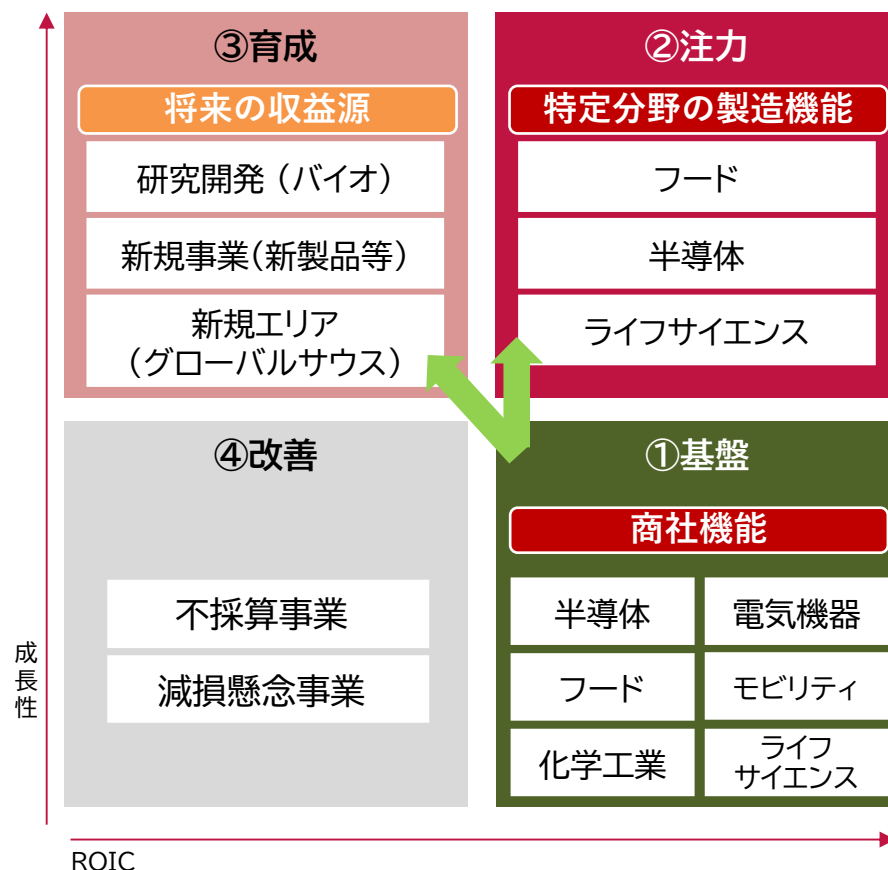 ③育成
将来の収益源
研究開発（バイオ）
新規事業（新製品等）
新規エリア
（グローバルサウス）
②注力
特定分野の製造機能
フード
半導体
ライフサイエンス
④改善
不採算事業
減損懸念事業
①基盤
商社機能
半導体
電気機器
フード
モビリティ
化学工業
ライフ
サイエンス
成長性
ROIC